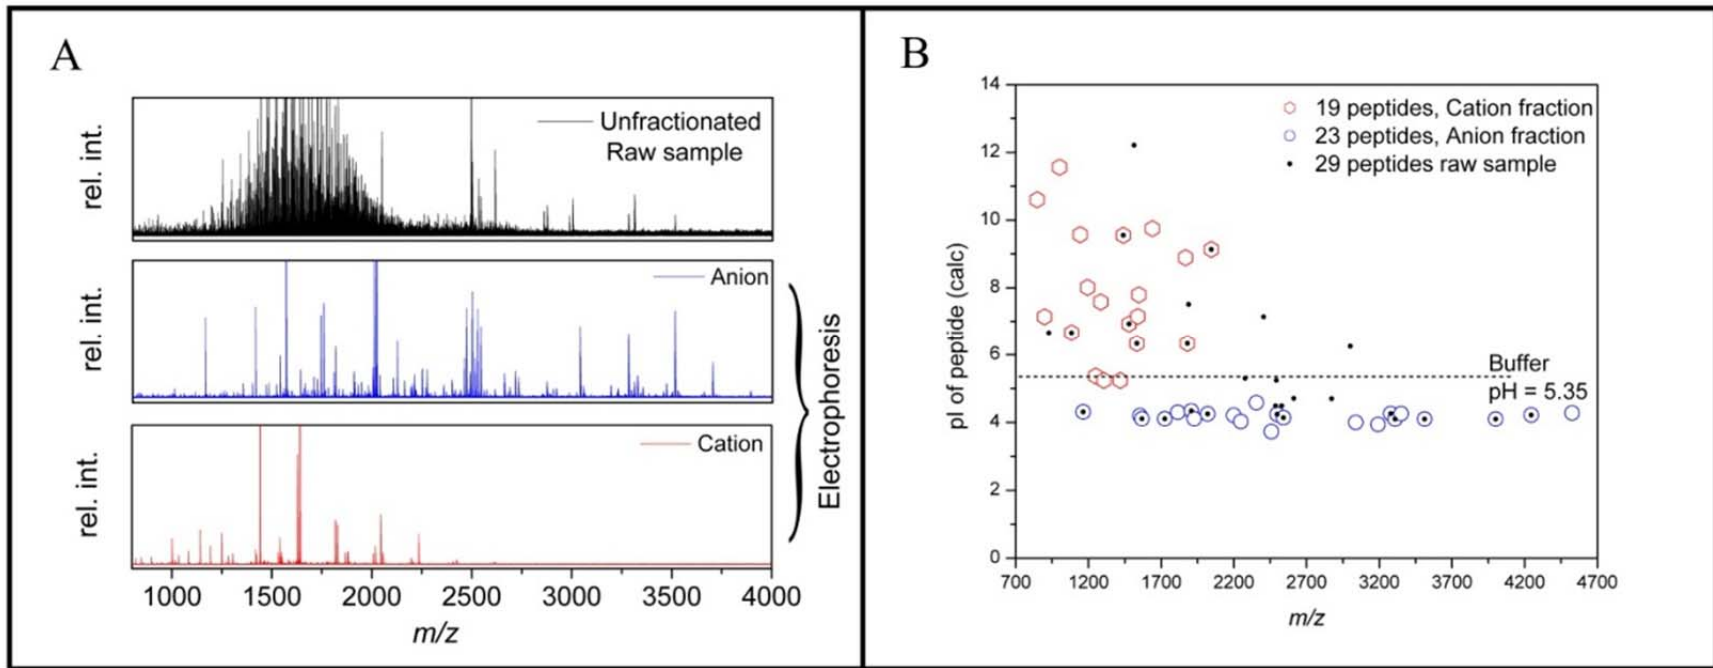 A
rel. int.
Unfractionated
Raw sample
rel. int.
Anion
rel. int.
Cation
Electrophoresis
1000 1500 2000 2500 3000 3500 4000
m/z
B
pI of peptide (calc)
14
12
10
8
6
4
2
0
19 peptides, Cation fraction
23 peptides, Anion fraction
29 peptides raw sample
Buffer
pH = 5.35
700 1200 1700 2200 2700 3200 3700 4200 4700
m/z